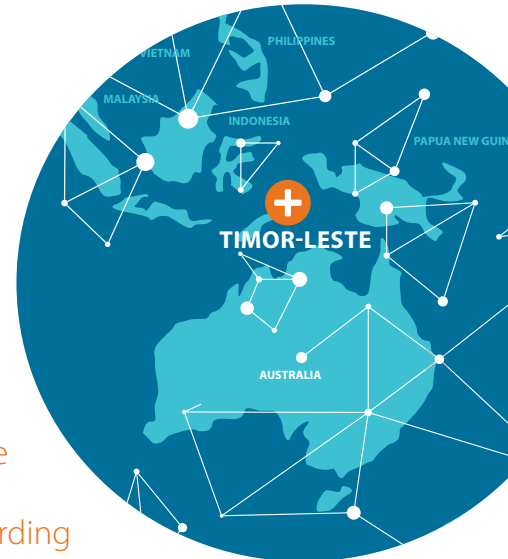 PHILIPPINES
VIETNAM
MALAYSIA
INDONESIA
PAPUA NEW GUIN
TIMOR-LESTE
AUSTRALIA
e
rding